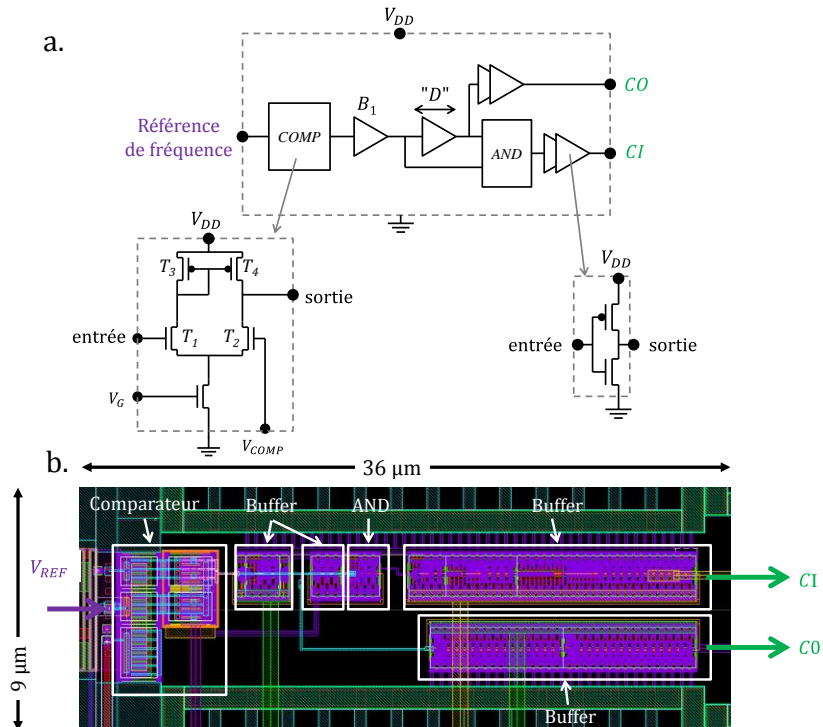 a.
V_DD
Référence
de fréquence
COMP
B_1
"D"
AND
CO
CI
V_DD
T_3
T_4
sortie
entrée
T_1
T_2
V_G
V_COMP
V_DD
entrée
sortie
b.
36 µm
9 µm
Comparateur
Buffer
AND
Buffer
V_REF
CI
C0
Buffer